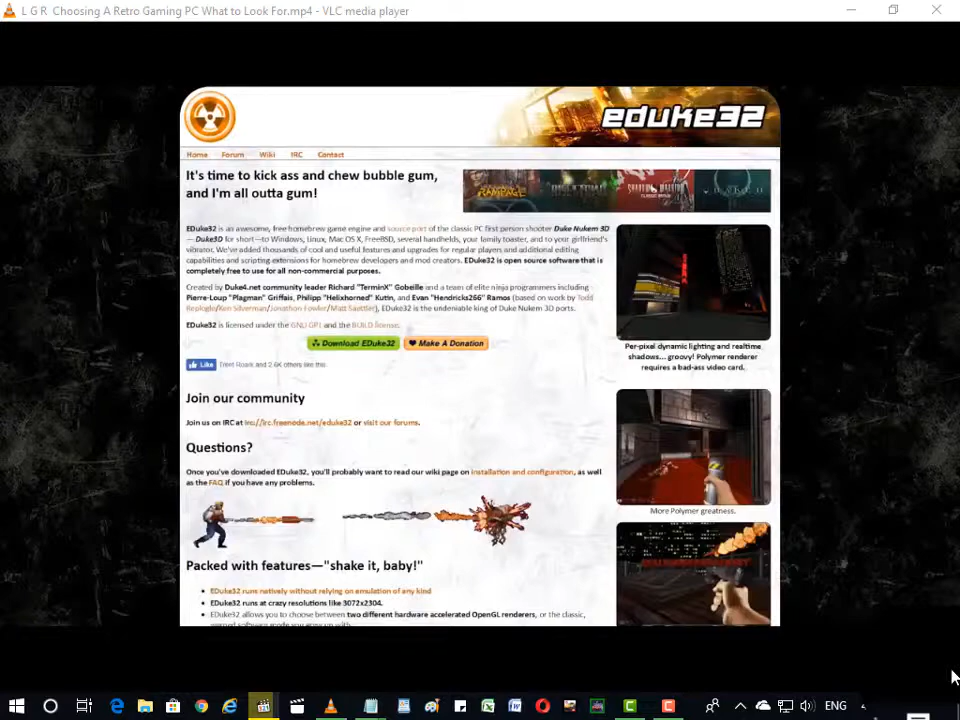 L G R  Choosing A Retro Gaming PC What to Look For.mp4 - VLC media player
eduke32
Home Forum Wiki IRC Contact
It's time to kick ass and chew bubble gum,
and I'm all outta gum!
RAMPAGE
SHADOW WARRIOR
EDuke32 is an awesome, free homebrew game engine and source port of the classic PC first person shooter Duke Nukem 3D
— Duke3D for short—to Windows, Linux, Mac OS X, FreeBSD, several handhelds, your family toaster, and to your girlfriend's
vibrator. We've added thousands of cool and useful features and upgrades for regular players and additional editing
capabilities and scripting extensions for homebrew developers and mod creators. EDuke32 is open source software that is
completely free to use for all non-commercial purposes.
Created by Duke4.net community leader Richard "TerminX" Gobeille and a team of elite ninja programmers including
Pierre-Loup "Plagman" Griffais, Philipp "Helixhorned" Kutin, and Evan "Hendricks266" Ramos (based on work by Todd
Replogle/Ken Silverman/Jonathon Fowler/Matt Saettler), EDuke32 is the undeniable king of Duke Nukem 3D ports.
EDuke32 is licensed under the GNU GPL and the BUILD license.
Download EDuke32 Make A Donation
Like Trent Roark and 2.6K others like this.
Per-pixel dynamic lighting and realtime
shadows... groovy! Polymer renderer
requires a bad-ass video card.
Join our community
Join us on IRC at irc://irc.freenode.net/eduke32 or visit our forums.
Questions?
Once you've downloaded EDuke32, you'll probably want to read our wiki page on installation and configuration, as well
as the FAQ if you have any problems.
More Polymer greatness.
Packed with features—"shake it, baby!"
EDuke32 runs natively without relying on emulation of any kind
EDuke32 runs at crazy resolutions like 3072x2304.
EDuke32 allows you to choose between two different hardware accelerated OpenGL renderers, or the classic,
ENG